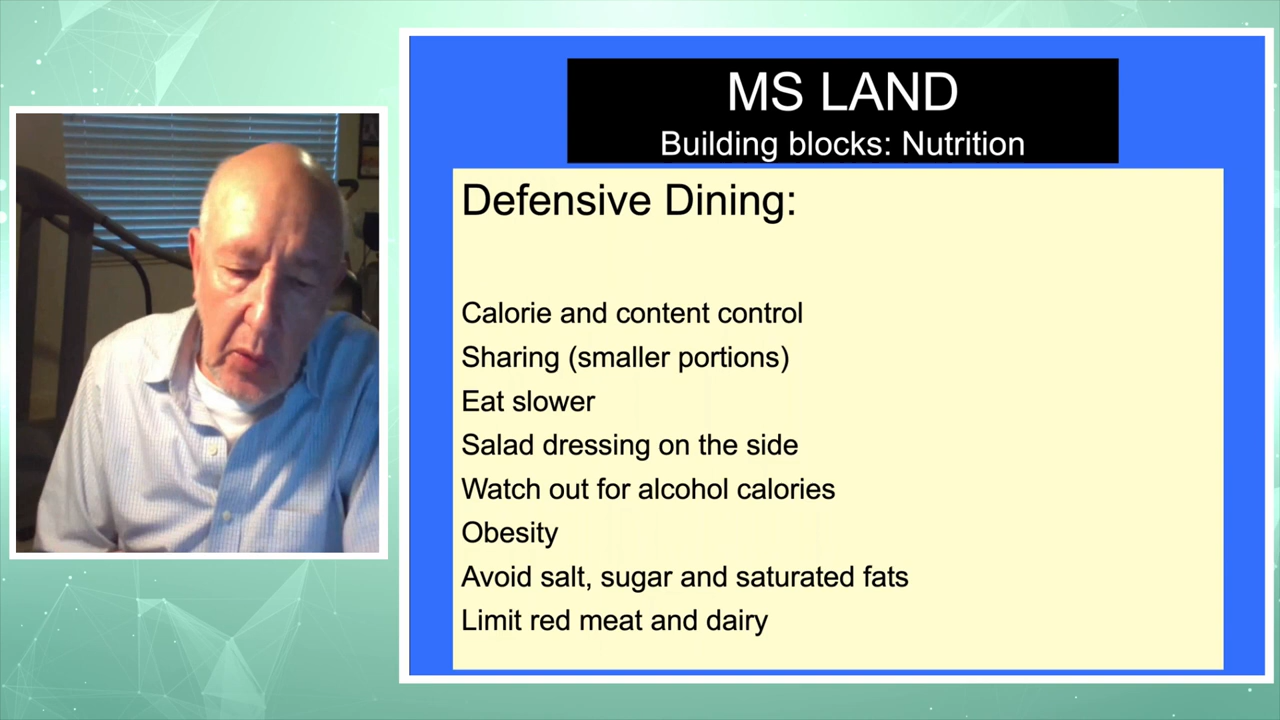 MS LAND
Building blocks: Nutrition
Defensive Dining:
Calorie and content control
Sharing (smaller portions)
Eat slower
Salad dressing on the side
Watch out for alcohol calories
Obesity
Avoid salt, sugar and saturated fats
Limit red meat and dairy